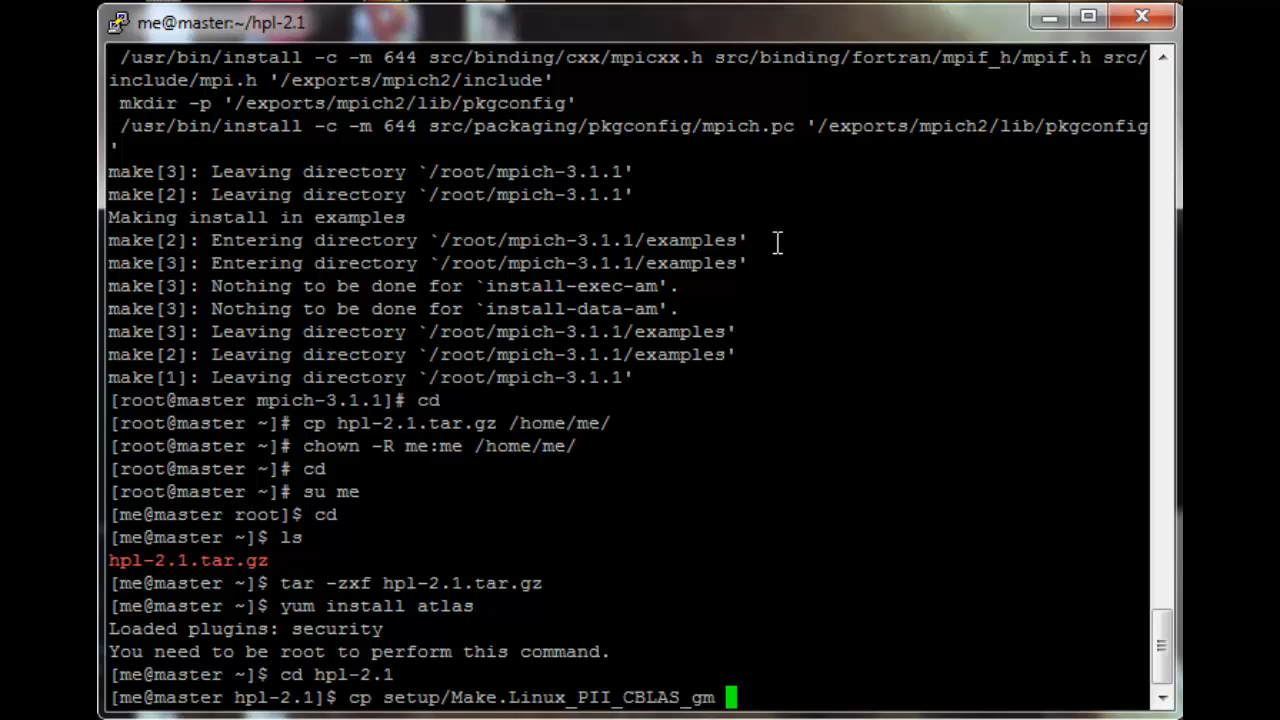 me@master:~/hpl-2.1
/usr/bin/install -c -m 644 src/binding/cxx/mpicxx.h src/binding/fortran/mpif_h/mpif.h src/
include/mpi.h '/exports/mpich2/include'
mkdir -p '/exports/mpich2/lib/pkgconfig'
/usr/bin/install -c -m 644 src/packaging/pkgconfig/mpich.pc '/exports/mpich2/lib/pkgconfig
'
make[3]: Leaving directory `/root/mpich-3.1.1'
make[2]: Leaving directory `/root/mpich-3.1.1'
Making install in examples
make[2]: Entering directory `/root/mpich-3.1.1/examples'
make[3]: Entering directory `/root/mpich-3.1.1/examples'
make[3]: Nothing to be done for `install-exec-am'.
make[3]: Nothing to be done for `install-data-am'.
make[3]: Leaving directory `/root/mpich-3.1.1/examples'
make[2]: Leaving directory `/root/mpich-3.1.1/examples'
make[1]: Leaving directory `/root/mpich-3.1.1'
[root@master mpich-3.1.1]# cd
[root@master ~]# cp hpl-2.1.tar.gz /home/me/
[root@master ~]# chown -R me:me /home/me/
[root@master ~]# cd
[root@master ~]# su me
[me@master root]$ cd
[me@master ~]$ ls
hpl-2.1.tar.gz
[me@master ~]$ tar -zxf hpl-2.1.tar.gz
[me@master ~]$ yum install atlas
Loaded plugins: security
You need to be root to perform this command.
[me@master ~]$ cd hpl-2.1
[me@master hpl-2.1]$ cp setup/Make.Linux_PII_CBLAS_gm